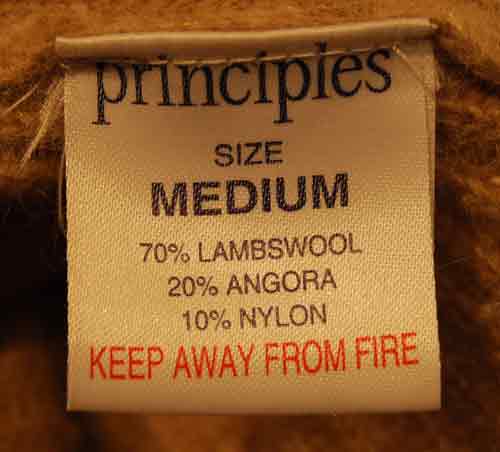 principles
SIZE
MEDIUM
70% LAMBSWOOL
20% ANGORA
10% NYLON
KEEP AWAY FROM FIRE